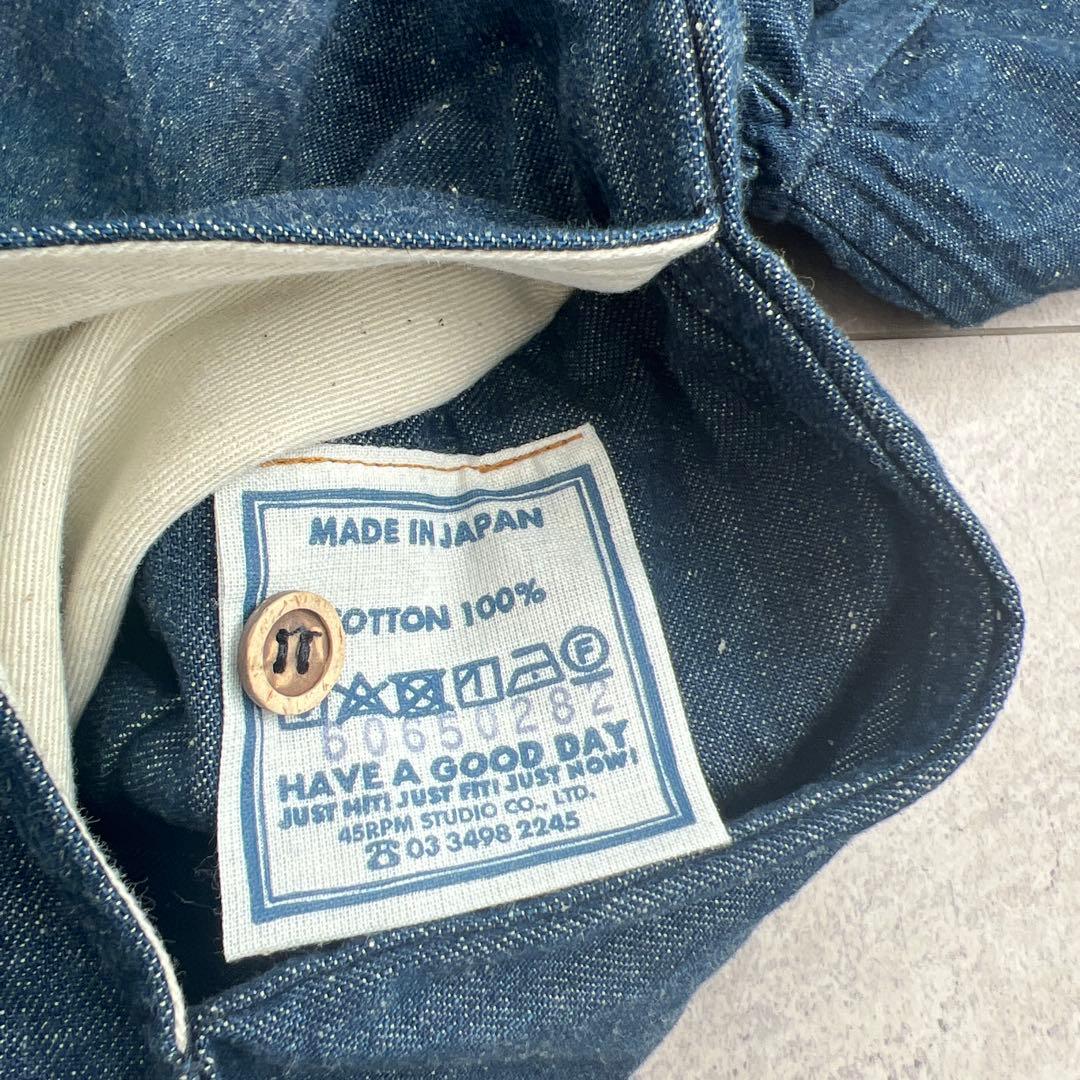 MADE IN JAPAN
COTTON 100%
F
60650282
HAVE A GOOD DAY
JUST HIT! JUST FIT! JUST NOW!
45RPM STUDIO CO., LTD.
☎ 03 3498 2245